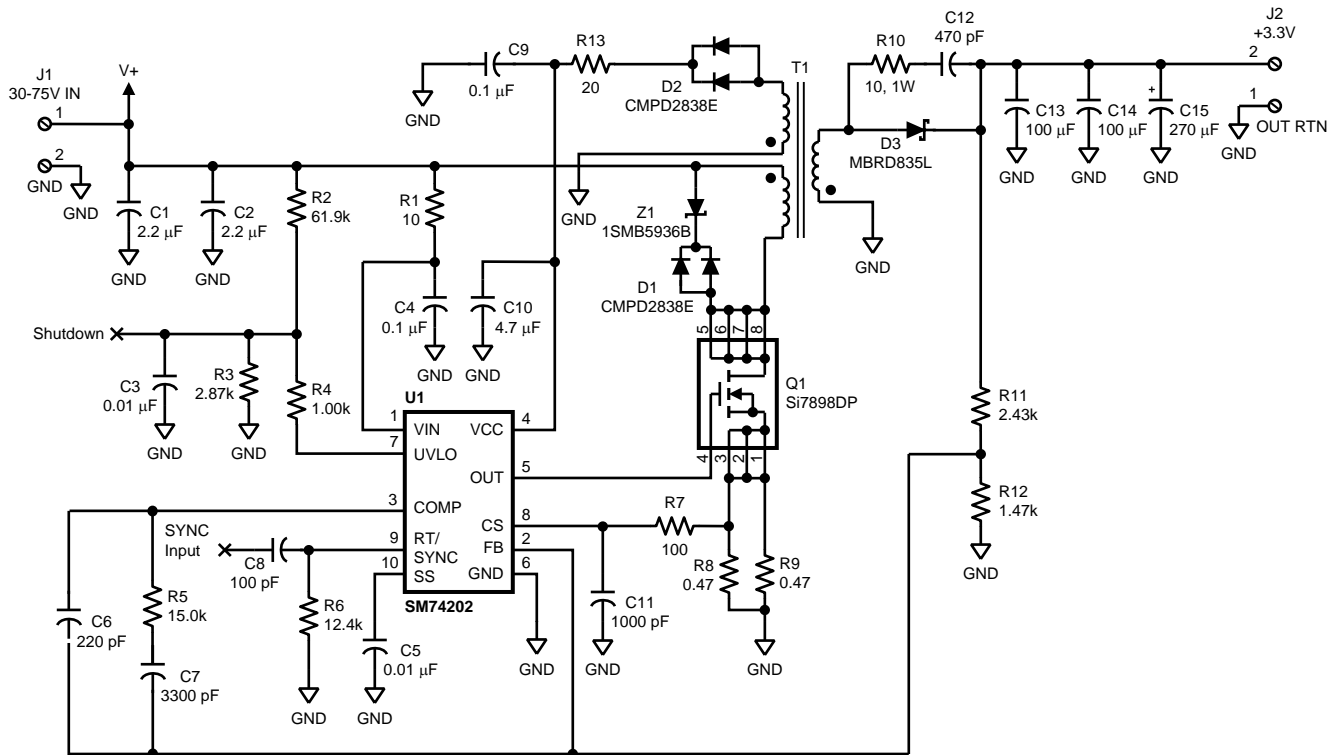 J1
30-75V IN
1
2
GND
GND
V+
C1
2.2 μF
GND
C2
2.2 μF
GND
R2
61.9k
C9
0.1 μF
GND
R13
20
D2
CMPD2838E
T1
R10
10, 1W
C12
470 pF
J2
+3.3V
2
1
OUT RTN
GND
D3
MBRD835L
C13
100 μF
GND
C14
100 μF
GND
+
C15
270 μF
GND
GND
GND
R1
10
Z1
1SMB5936B
D1
CMPD2838E
C4
0.1 μF
GND
C10
4.7 μF
GND
Shutdown
C3
0.01 μF
GND
R3
2.87k
GND
R4
1.00k
5
6
7
8
Q1
Si7898DP
4
3
2
1
U1
1
VIN
7
UVLO
3
COMP
9
RT/
SYNC
10
SS
VCC
4
OUT
5
CS
8
FB
2
GND
6
SM74202
SYNC
Input
C8
100 pF
R5
15.0k
C6
220 pF
C7
3300 pF
R6
12.4k
GND
C5
0.01 μF
GND
GND
R7
100
C11
1000 pF
GND
R8
0.47
R9
0.47
GND
R11
2.43k
R12
1.47k
GND